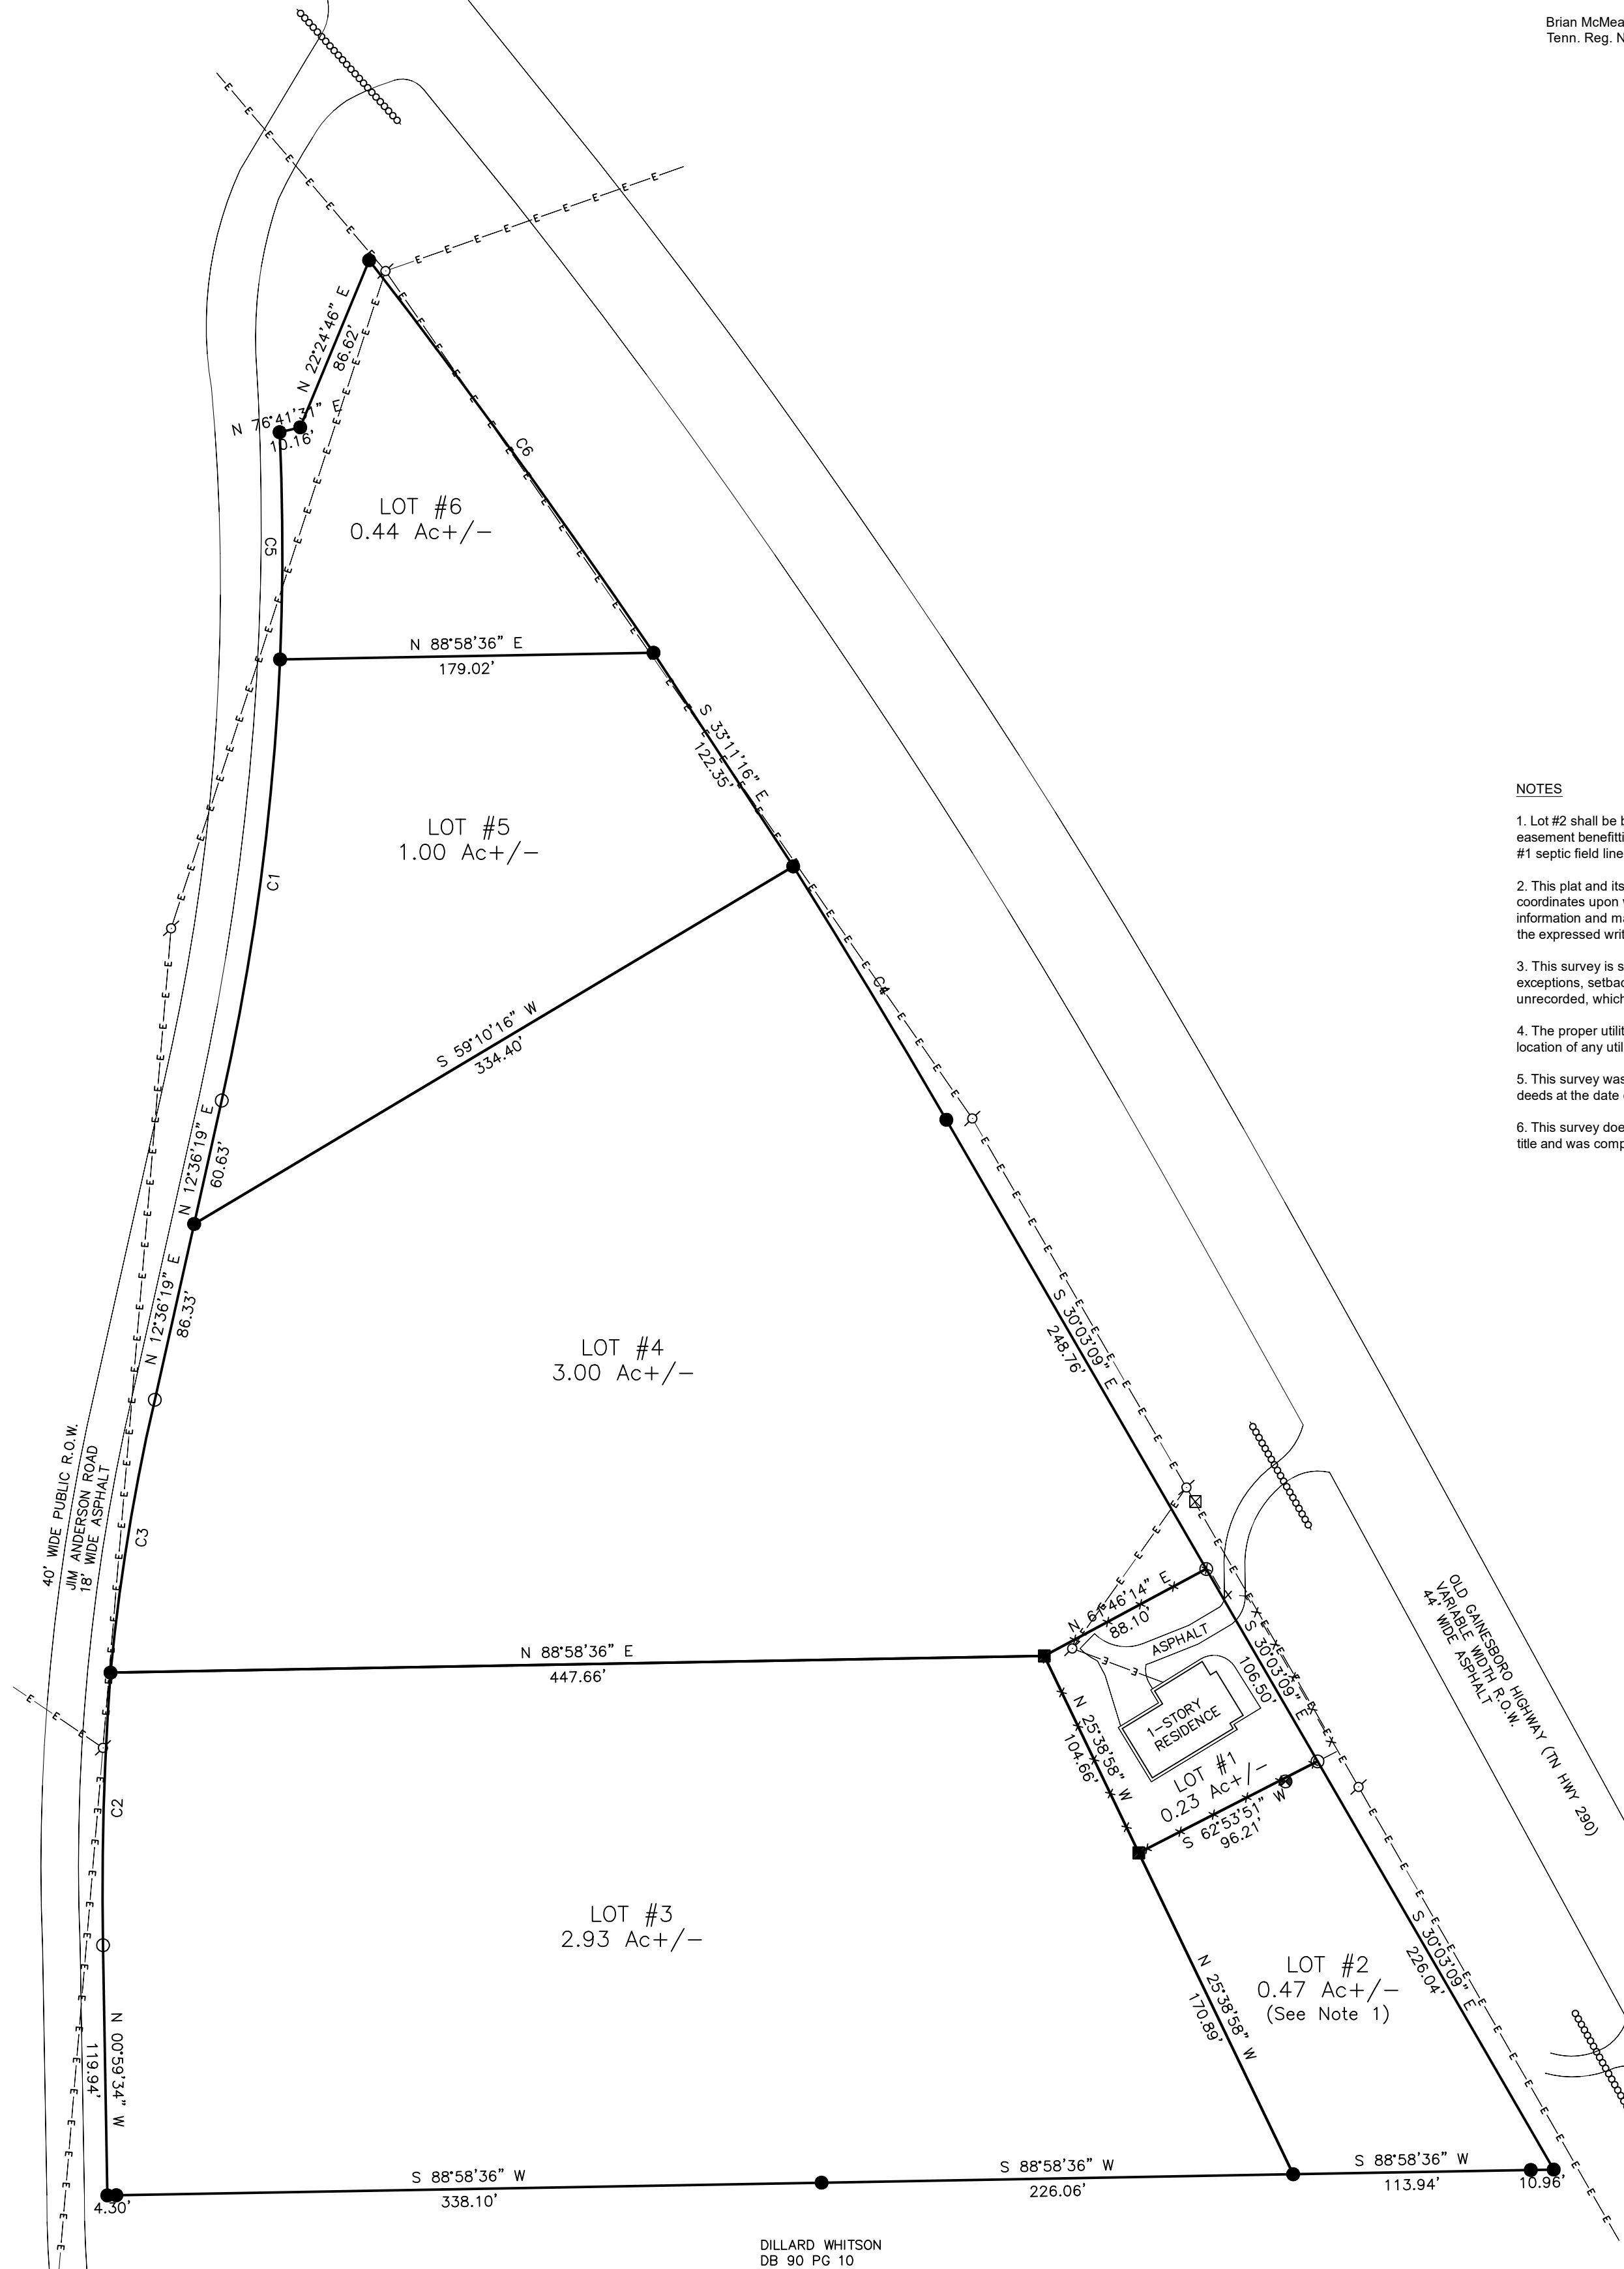 Brian McMea
Tenn. Reg. N
N 22°24'46" E
86.62'
N 76°41'31" E
10.16'
C6
LOT #6
0.44 Ac+/-
C5
N 88°58'36" E
179.02'
S 33°11'16" E
122.35'
LOT #5
1.00 Ac+/-
C1
C4
S 59°10'16" W
334.40'
N 12°36'19" E
60.63'
N 12°36'19" E
86.33'
LOT #4
3.00 Ac+/-
S 30°03'09" E
248.76'
40' WIDE PUBLIC R.O.W.
JIM ANDERSON ROAD
18' WIDE ASPHALT
C3
N 88°58'36" E
447.66'
N 61°46'14" E
88.10'
ASPHALT
1-STORY
RESIDENCE
S 30°03'09" E
106.50'
N 25°38'58" W
104.66'
LOT #1
0.23 Ac+/-
S 62°53'51" W
96.21'
OLD GAINESBORO HIGHWAY (TN HWY 290)
VARIABLE WIDTH R.O.W.
44' WIDE ASPHALT
C2
LOT #3
2.93 Ac+/-
N 25°38'58" W
170.89'
LOT #2
0.47 Ac+/-
(See Note 1)
S 30°03'09" E
226.04'
N 00°59'34" W
119.94'
4.30'
S 88°58'36" W
338.10'
S 88°58'36" W
226.06'
S 88°58'36" W
113.94'
10.96'
DILLARD WHITSON
DB 90 PG 10
NOTES
1. Lot #2 shall be b
easement benefitti
#1 septic field line
2. This plat and its
coordinates upon
information and ma
the expressed writ
3. This survey is s
exceptions, setbac
unrecorded, which
4. The proper utilit
location of any util
5. This survey was
deeds at the date
6. This survey doe
title and was comp